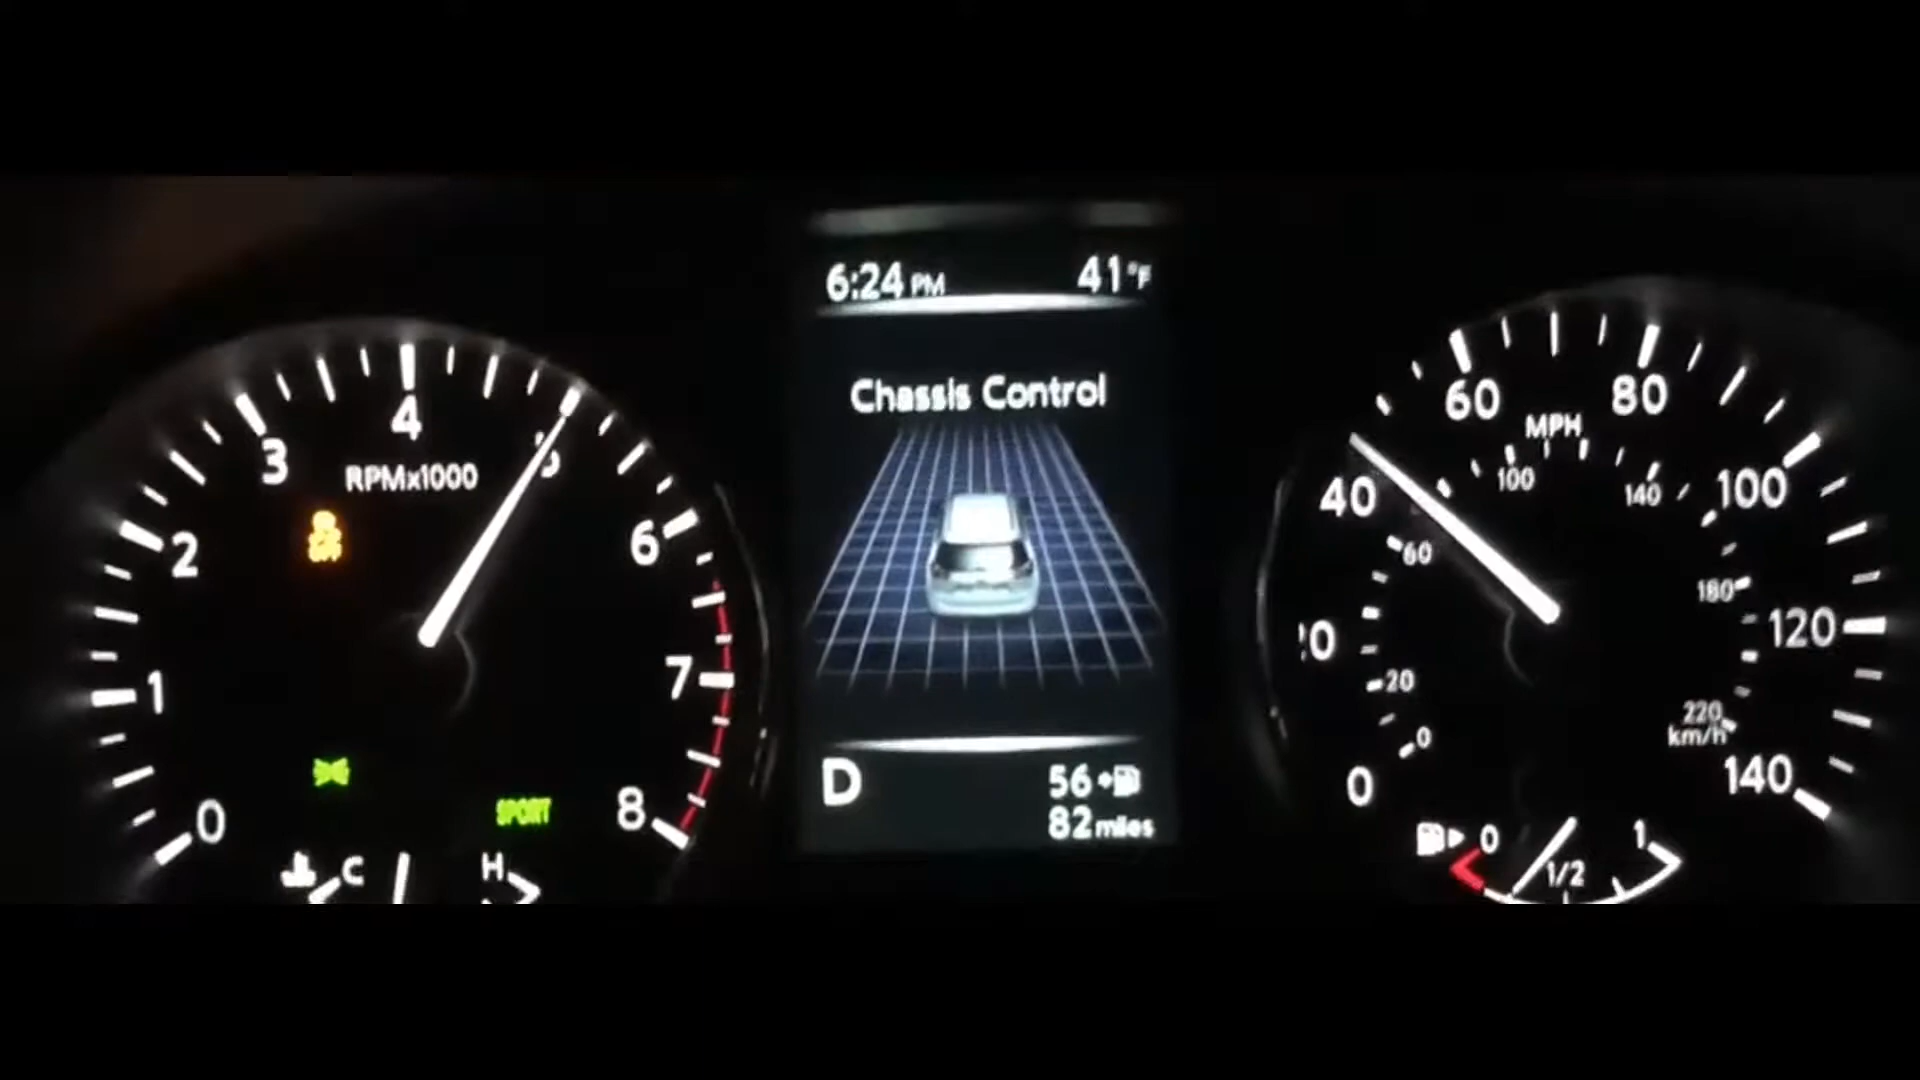 6:24 PM 41°F
Chassis Control
D 56
82 miles
0 1 2 3 4 5 6 7 8
RPMx1000
OFF
SPORT
C H
0 40 60 80 100 120 140
MPH
0 20 60 100 140 180 220
km/h
0 1/2 1